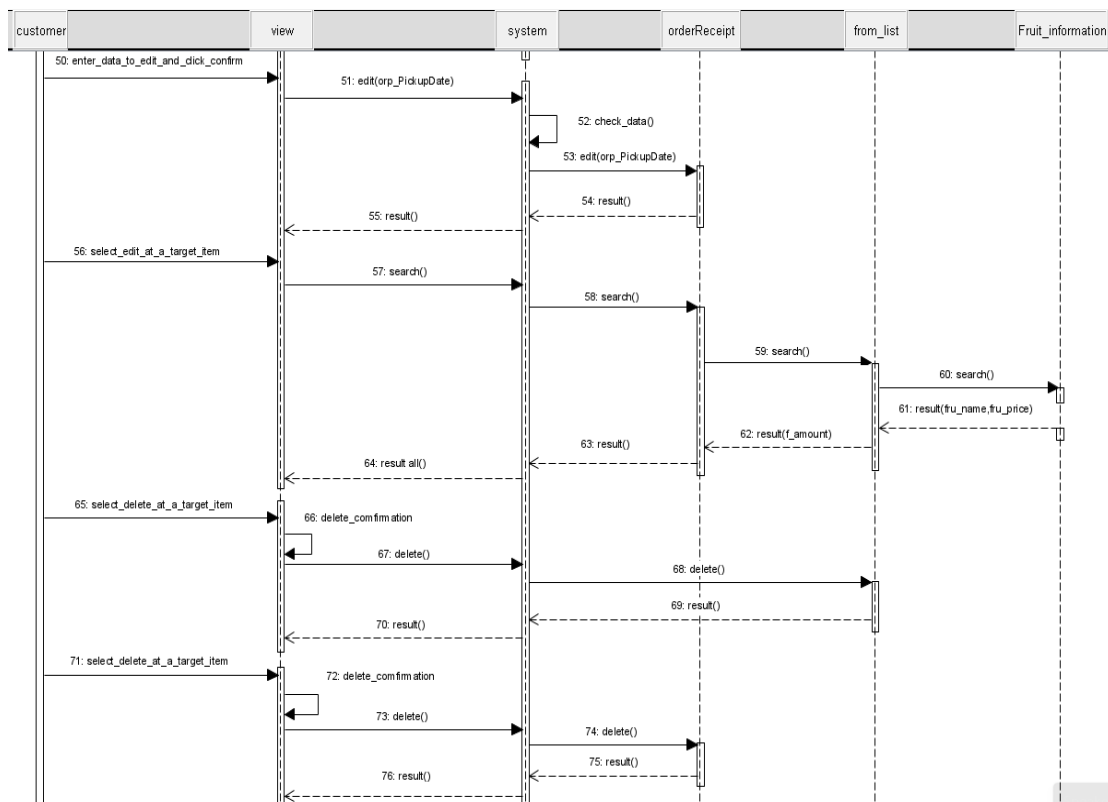 customer
view
system
orderReceipt
from_list
Fruit_information
50: enter_data_to_edit_and_click_confirm
51: edit(orp_PickupDate)
52: check_data()
53: edit(orp_PickupDate)
54: result()
55: result()
56: select_edit_at_a_target_item
57: search()
58: search()
59: search()
60: search()
61: result(fru_name,fru_price)
62: result(f_amount)
63: result()
64: result all()
65: select_delete_at_a_target_item
66: delete_comfirmation
67: delete()
68: delete()
69: result()
70: result()
71: select_delete_at_a_target_item
72: delete_comfirmation
73: delete()
74: delete()
75: result()
76: result()